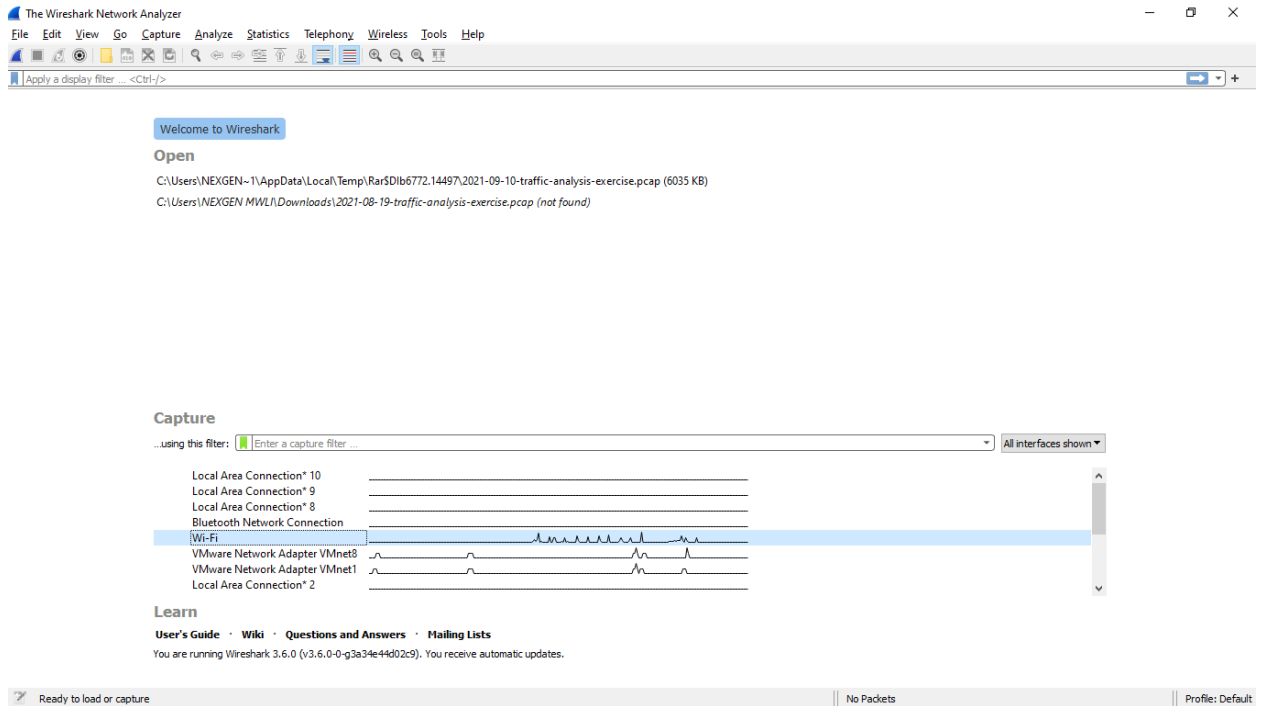 The Wireshark Network Analyzer
File Edit View Go Capture Analyze Statistics Telephony Wireless Tools Help
Apply a display filter ... <Ctrl-/>
Welcome to Wireshark
Open
C:\Users\NEXGEN~1\AppData\Local\Temp\Rar$DIb6772.14497\2021-09-10-traffic-analysis-exercise.pcap (6035 KB)
C:\Users\NEXGEN MWLI\Downloads\2021-08-19-traffic-analysis-exercise.pcap (not found)
Capture
...using this filter: Enter a capture filter ... All interfaces shown
Local Area Connection* 10
Local Area Connection* 9
Local Area Connection* 8
Bluetooth Network Connection
Wi-Fi
VMware Network Adapter VMnet8
VMware Network Adapter VMnet1
Local Area Connection* 2
Learn
User's Guide · Wiki · Questions and Answers · Mailing Lists
You are running Wireshark 3.6.0 (v3.6.0-0-g3a34e44d02c9). You receive automatic updates.
Ready to load or capture No Packets Profile: Default